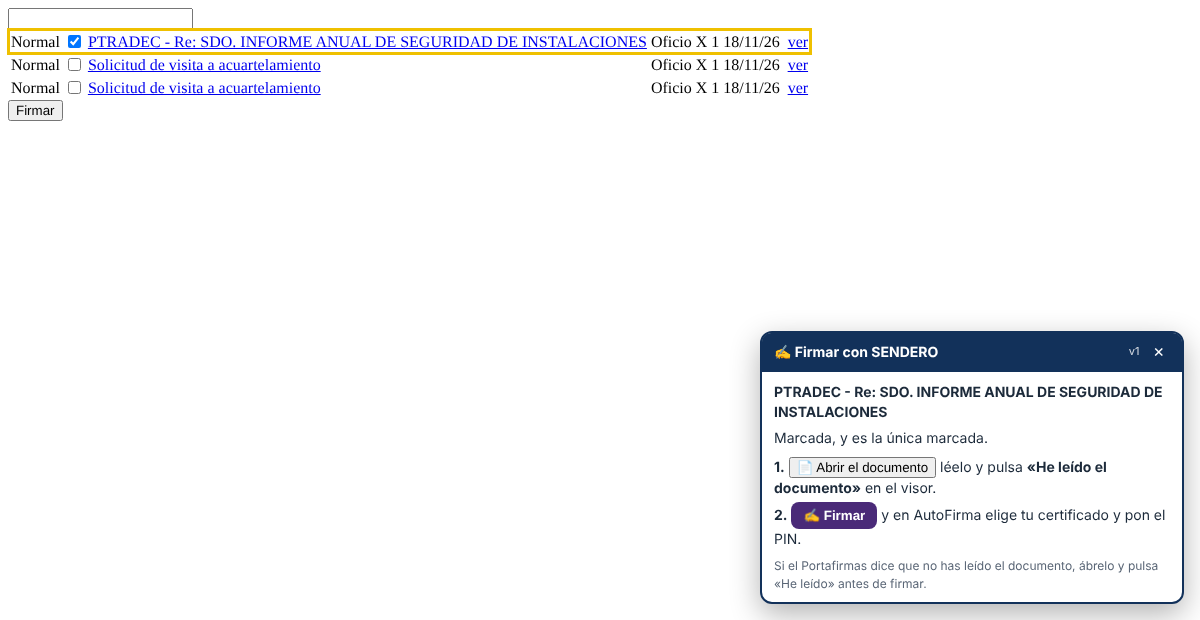 Normal PTRADEC - Re: SDO. INFORME ANUAL DE SEGURIDAD DE INSTALACIONES Oficio X 1 18/11/26 ver
Normal Solicitud de visita a acuartelamiento Oficio X 1 18/11/26 ver
Normal Solicitud de visita a acuartelamiento Oficio X 1 18/11/26 ver
Firmar
✍️ Firmar con SENDERO v1 ✕
PTRADEC - Re: SDO. INFORME ANUAL DE SEGURIDAD DE
INSTALACIONES
Marcada, y es la única marcada.
1. 📄 Abrir el documento léelo y pulsa «He leído el
documento» en el visor.
2. ✍️ Firmar y en AutoFirma elige tu certificado y pon el
PIN.
Si el Portafirmas dice que no has leído el documento, ábrelo y pulsa
«He leído» antes de firmar.